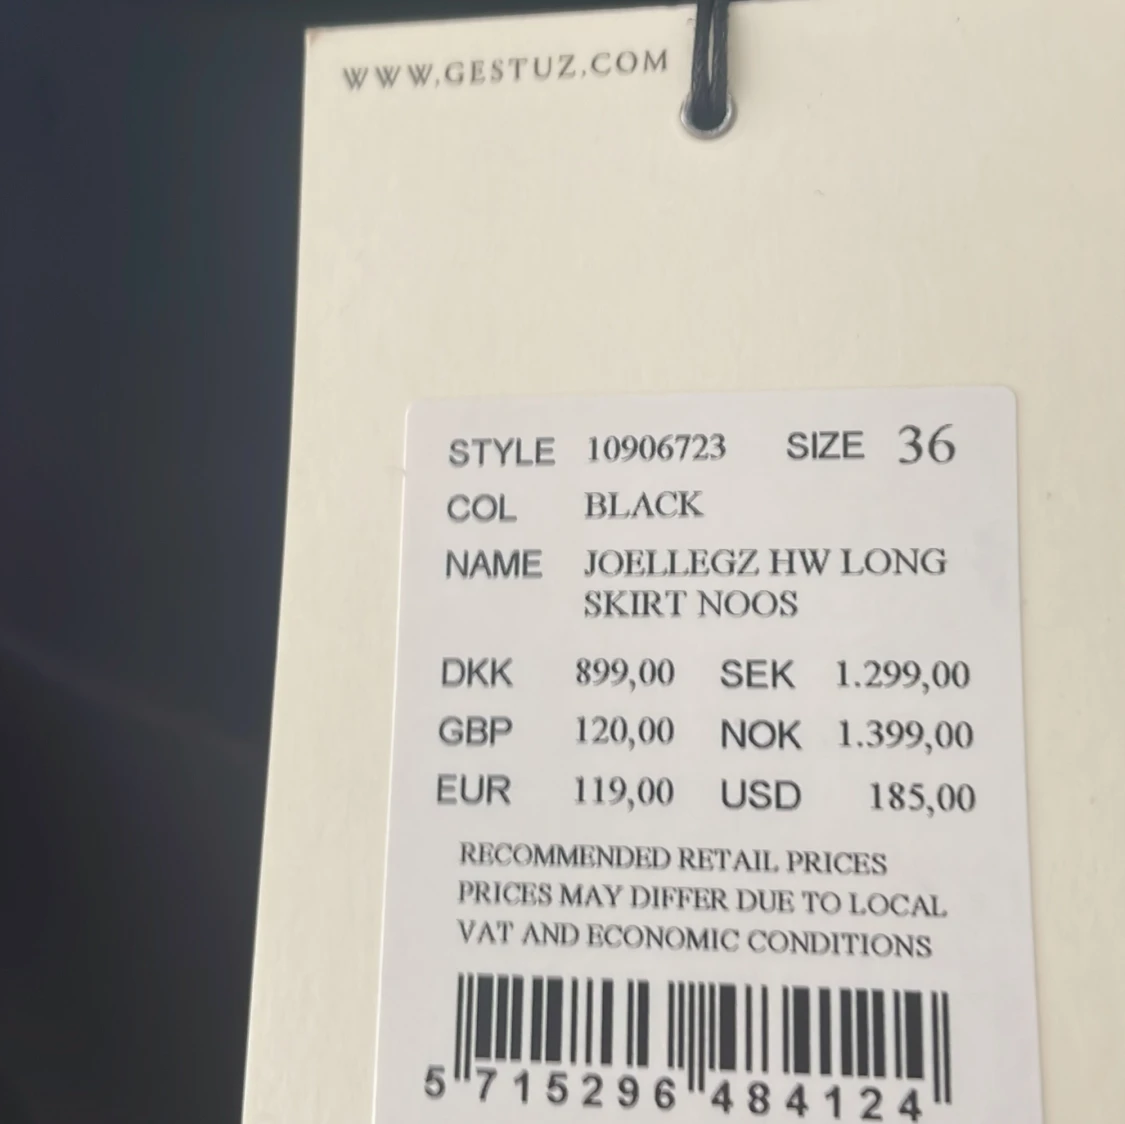 WWW.GESTUZ.COM
STYLE 10906723 SIZE 36
COL BLACK
NAME JOELLEGZ HW LONG
SKIRT NOOS
DKK 899,00 SEK 1.299,00
GBP 120,00 NOK 1.399,00
EUR 119,00 USD 185,00
RECOMMENDED RETAIL PRICES
PRICES MAY DIFFER DUE TO LOCAL
VAT AND ECONOMIC CONDITIONS
5 715296 484124